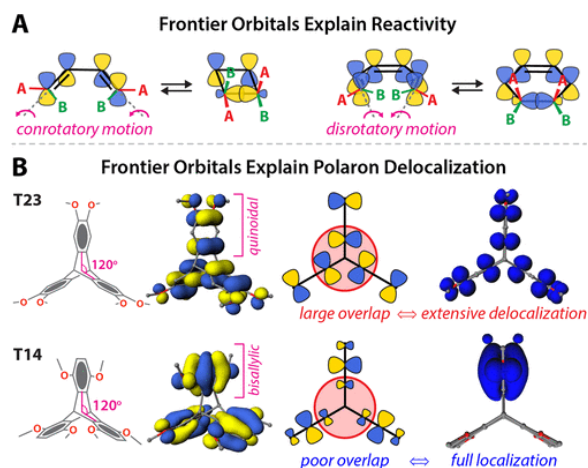 A Frontier Orbitals Explain Reactivity
A B A B
B A A B
conrotatory motion
A B B A
A A B B
disrotatory motion
B Frontier Orbitals Explain Polaron Delocalization
T23
O O
120°
O O O O
quinoidal
large overlap ⇔ extensive delocalization
T14
O O
120°
O O O O
bisallylic
poor overlap ⇔ full localization